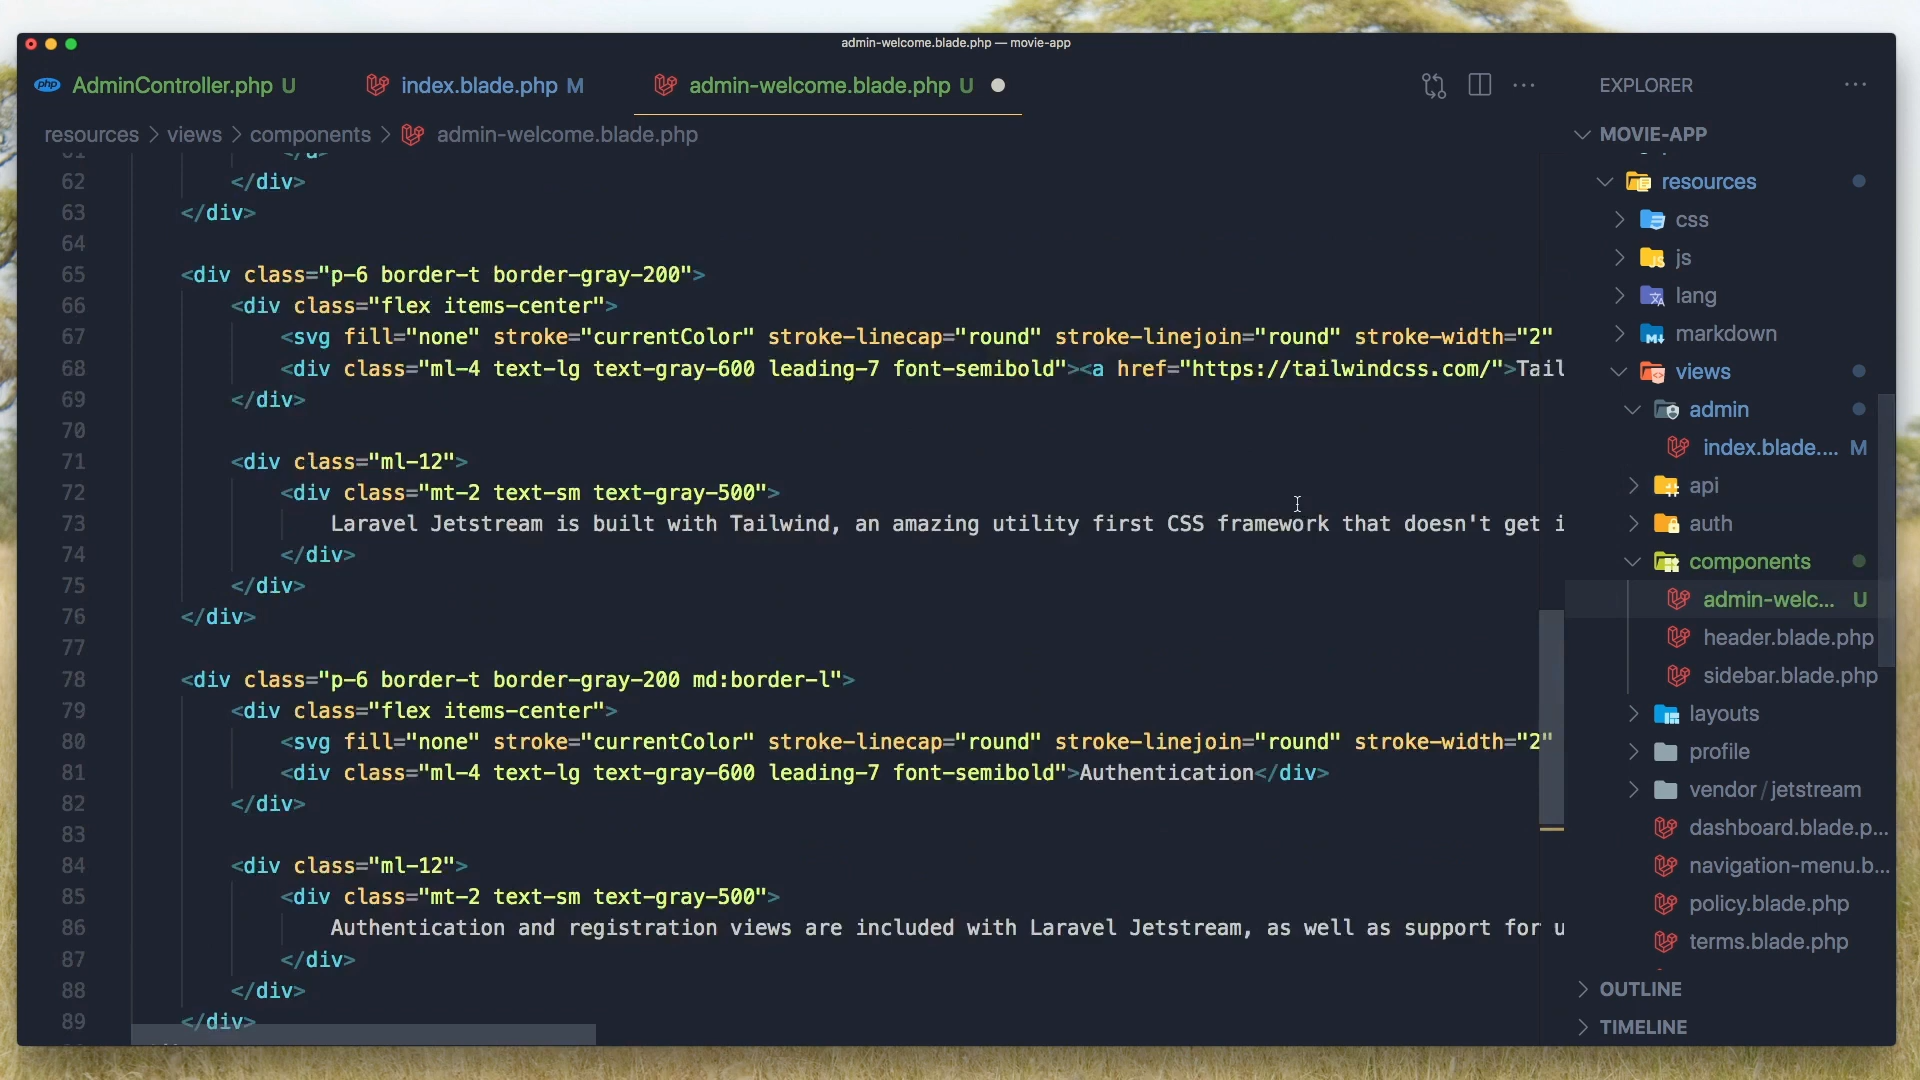 admin-welcome.blade.php — movie-app
php AdminController.php U
index.blade.php M
admin-welcome.blade.php U
resources > views > components > admin-welcome.blade.php
61 </a>
62 </div>
63 </div>
64
65 <div class="p-6 border-t border-gray-200">
66 <div class="flex items-center">
67 <svg fill="none" stroke="currentColor" stroke-linecap="round" stroke-linejoin="round" stroke-width="2"
68 <div class="ml-4 text-lg text-gray-600 leading-7 font-semibold"><a href="https://tailwindcss.com/">Tail
69 </div>
70
71 <div class="ml-12">
72 <div class="mt-2 text-sm text-gray-500">
73 Laravel Jetstream is built with Tailwind, an amazing utility first CSS framework that doesn't get i
74 </div>
75 </div>
76 </div>
77
78 <div class="p-6 border-t border-gray-200 md:border-l">
79 <div class="flex items-center">
80 <svg fill="none" stroke="currentColor" stroke-linecap="round" stroke-linejoin="round" stroke-width="2"
81 <div class="ml-4 text-lg text-gray-600 leading-7 font-semibold">Authentication</div>
82 </div>
83
84 <div class="ml-12">
85 <div class="mt-2 text-sm text-gray-500">
86 Authentication and registration views are included with Laravel Jetstream, as well as support for u
87 </div>
88 </div>
89 </div>
EXPLORER
MOVIE-APP
resources
css
js
lang
markdown
views
admin
index.blade.... M
api
auth
components
admin-welc... U
header.blade.php
sidebar.blade.php
layouts
profile
vendor / jetstream
dashboard.blade.p...
navigation-menu.b...
policy.blade.php
terms.blade.php
OUTLINE
TIMELINE